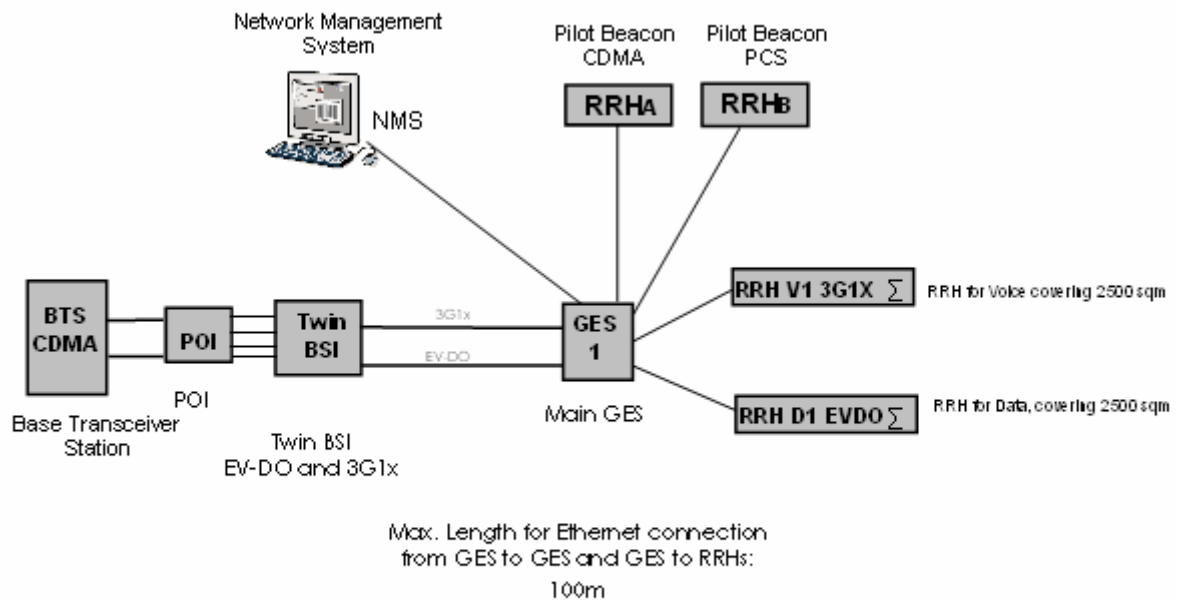 Network Management
System
NMS
Pilot Beacon
CDMA
RRHA
Pilot Beacon
PCS
RRHB
BTS
CDMA
Base Transceiver
Station
POI
POI
Twin
BSI
Twin BSI
EV-DO and 3G1x
3G1x
EV-DO
GES
1
Main GES
RRH V1 3G1X ∑
RRH for Voice covering 2500 sqm
RRH D1 EVDO ∑
RRH for Data, covering 2500 sqm
Max. Length for Ethernet connection
from GES to GES and GES to RRHs:
100m